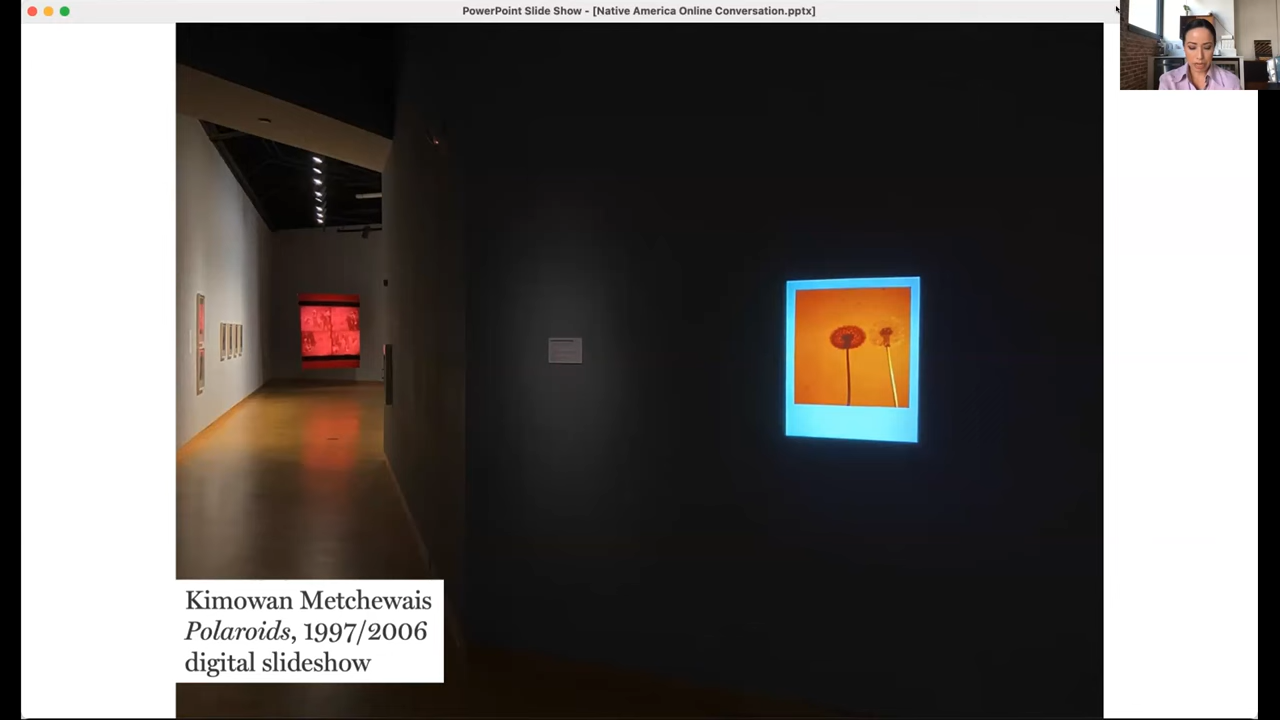 PowerPoint Slide Show - [Native America Online Conversation.pptx]
Kimowan Metchewais
Polaroids, 1997/2006
digital slideshow